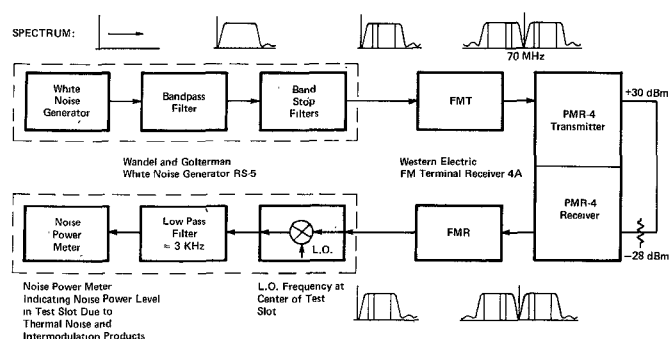 SPECTRUM:
70 MHz
White
Noise
Generator
Bandpass
Filter
Band
Stop
Filters
FMT
PMR-4
Transmitter
+30 dBm
Wandel and Golterman
White Noise Generator RS-5
Western Electric
FM Terminal Receiver 4A
Noise
Power
Meter
Low Pass
Filter
≈ 3 KHz
L.O.
FMR
PMR-4
Receiver
–28 dBm
Noise Power Meter
Indicating Noise Power Level
in Test Slot Due to
Thermal Noise and
Intermodulation Products
L.O. Frequency at
Center of Test
Slot